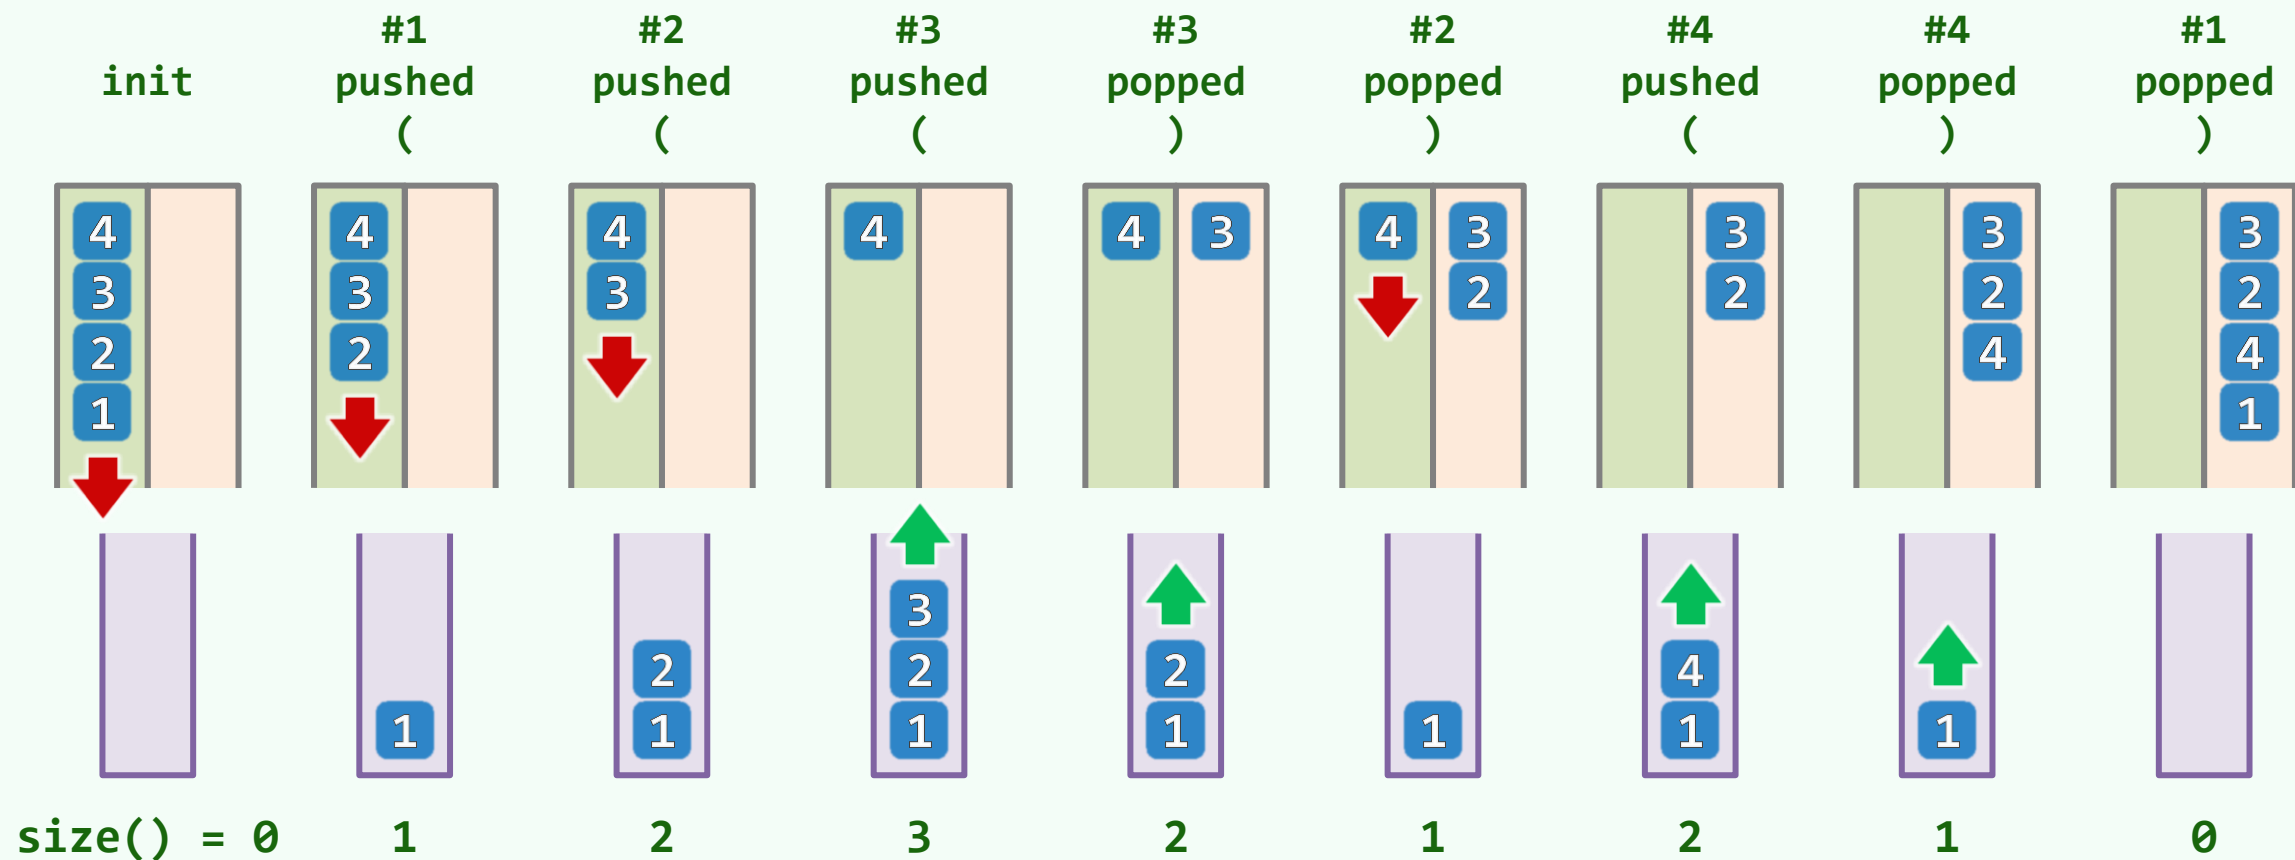 #1 #2 #3 #3 #2 #4 #4 #1
init pushed pushed pushed popped popped pushed popped popped
( ( ( ) ) ( ) )
4 4 4 4 4 3 4 3 3 3 3
3 3 3 2 2 2 2
2 2 4 4
1 1
3
2 2 2 4
1 1 1 1 1 1 1
size() = 0 1 2 3 2 1 2 1 0